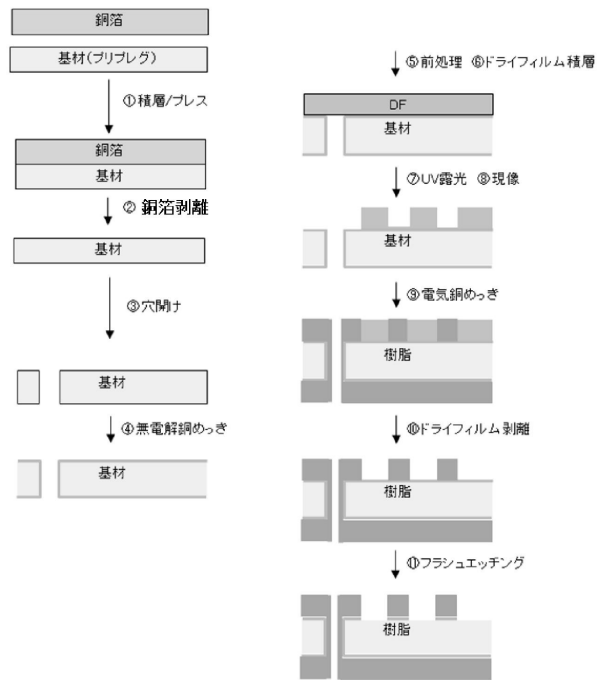 銅箔
基材(プリプレグ)
①積層/プレス
銅箔
基材
② 銅箔剥離
基材
③穴開け
基材
④無電解銅めっき
基材
⑤前処理 ⑥ドライフィルム積層
DF
基材
⑦UV露光 ⑧現像
基材
⑨電気銅めっき
樹脂
⑩ドライフィルム剥離
樹脂
⑪フラシュエッチング
樹脂